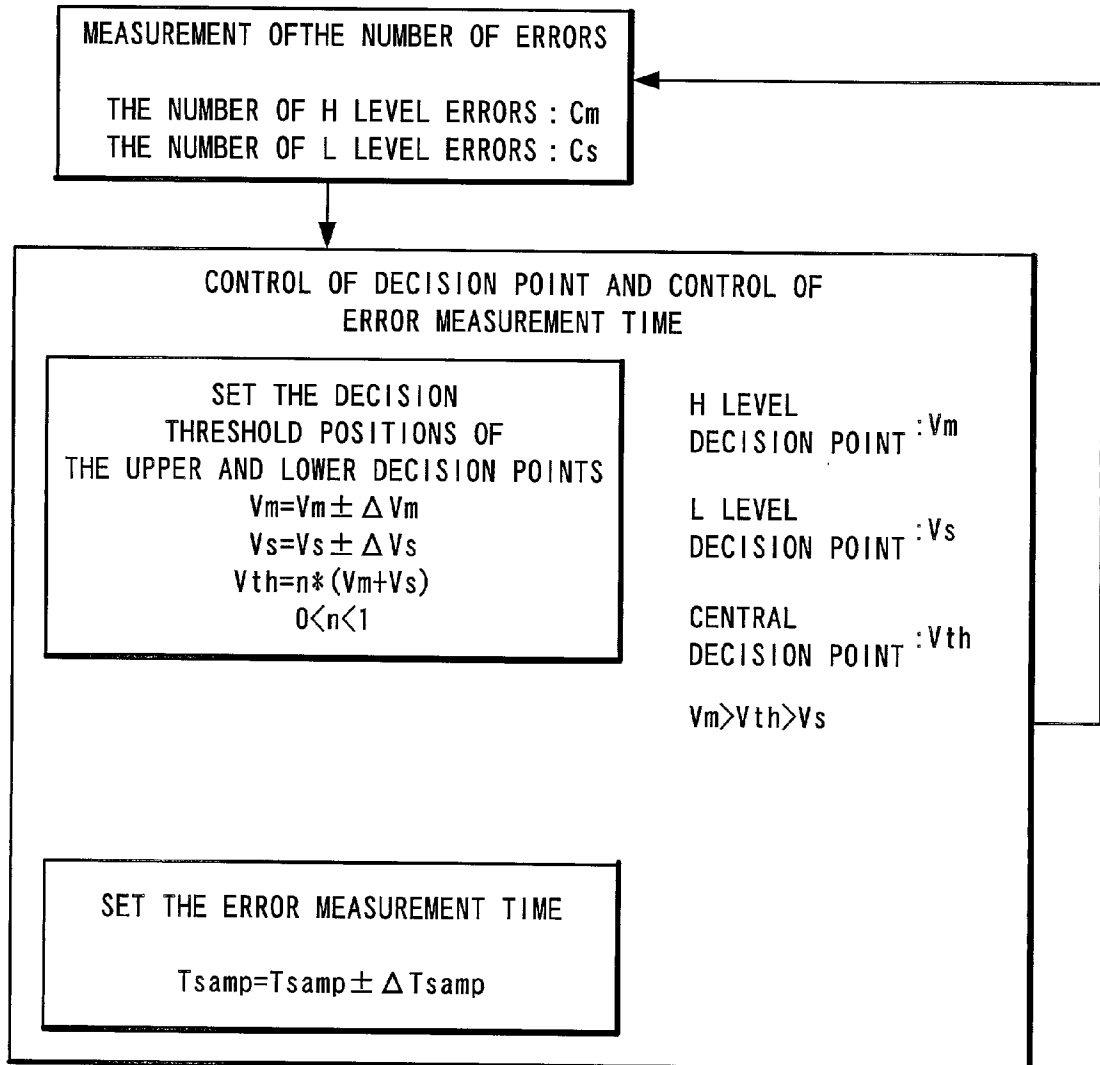 MEASUREMENT OFTHE NUMBER OF ERRORS
THE NUMBER OF H LEVEL ERRORS : Cm
THE NUMBER OF L LEVEL ERRORS : Cs
CONTROL OF DECISION POINT AND CONTROL OF
ERROR MEASUREMENT TIME
SET THE DECISION
THRESHOLD POSITIONS OF
THE UPPER AND LOWER DECISION POINTS
Vm=Vm±ΔVm
Vs=Vs±ΔVs
Vth=n*(Vm+Vs)
0<n<1
H LEVEL
DECISION POINT :Vm
L LEVEL
DECISION POINT :Vs
CENTRAL
DECISION POINT :Vth
Vm>Vth>Vs
SET THE ERROR MEASUREMENT TIME
Tsamp=Tsamp±ΔTsamp